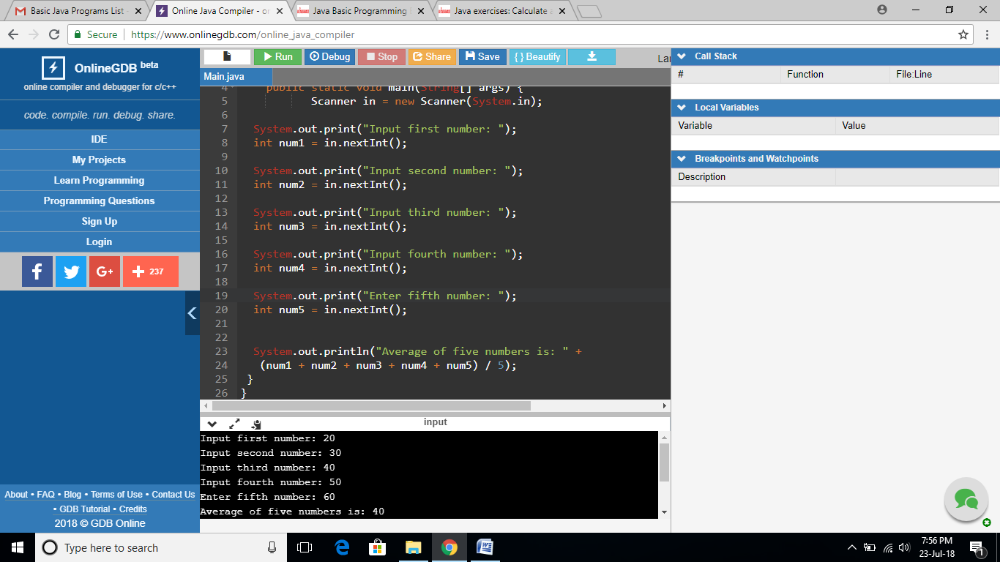 Basic Java Programs List
Online Java Compiler - or
Java Basic Programming
Java exercises: Calculate
Secure https://www.onlinegdb.com/online_java_compiler
OnlineGDB beta
online compiler and debugger for c/c++
code. compile. run. debug. share.
IDE
My Projects
Learn Programming
Programming Questions
Sign Up
Login
f G+ + 237
About • FAQ • Blog • Terms of Use • Contact Us
• GDB Tutorial • Credits
2018 © GDB Online
Run Debug Stop Share Save { } Beautify Lar
Main.java
4 public static void main(String[] args) {
5 Scanner in = new Scanner(System.in);
6
7 System.out.print("Input first number: ");
8 int num1 = in.nextInt();
9
10 System.out.print("Input second number: ");
11 int num2 = in.nextInt();
12
13 System.out.print("Input third number: ");
14 int num3 = in.nextInt();
15
16 System.out.print("Input fourth number: ");
17 int num4 = in.nextInt();
18
19 System.out.print("Enter fifth number: ");
20 int num5 = in.nextInt();
21
22
23 System.out.println("Average of five numbers is: " +
24 (num1 + num2 + num3 + num4 + num5) / 5);
25 }
26 }
input
Input first number: 20
Input second number: 30
Input third number: 40
Input fourth number: 50
Enter fifth number: 60
Average of five numbers is: 40
Call Stack
# Function File:Line
Local Variables
Variable Value
Breakpoints and Watchpoints
Description
Type here to search
7:56 PM
23-Jul-18
1